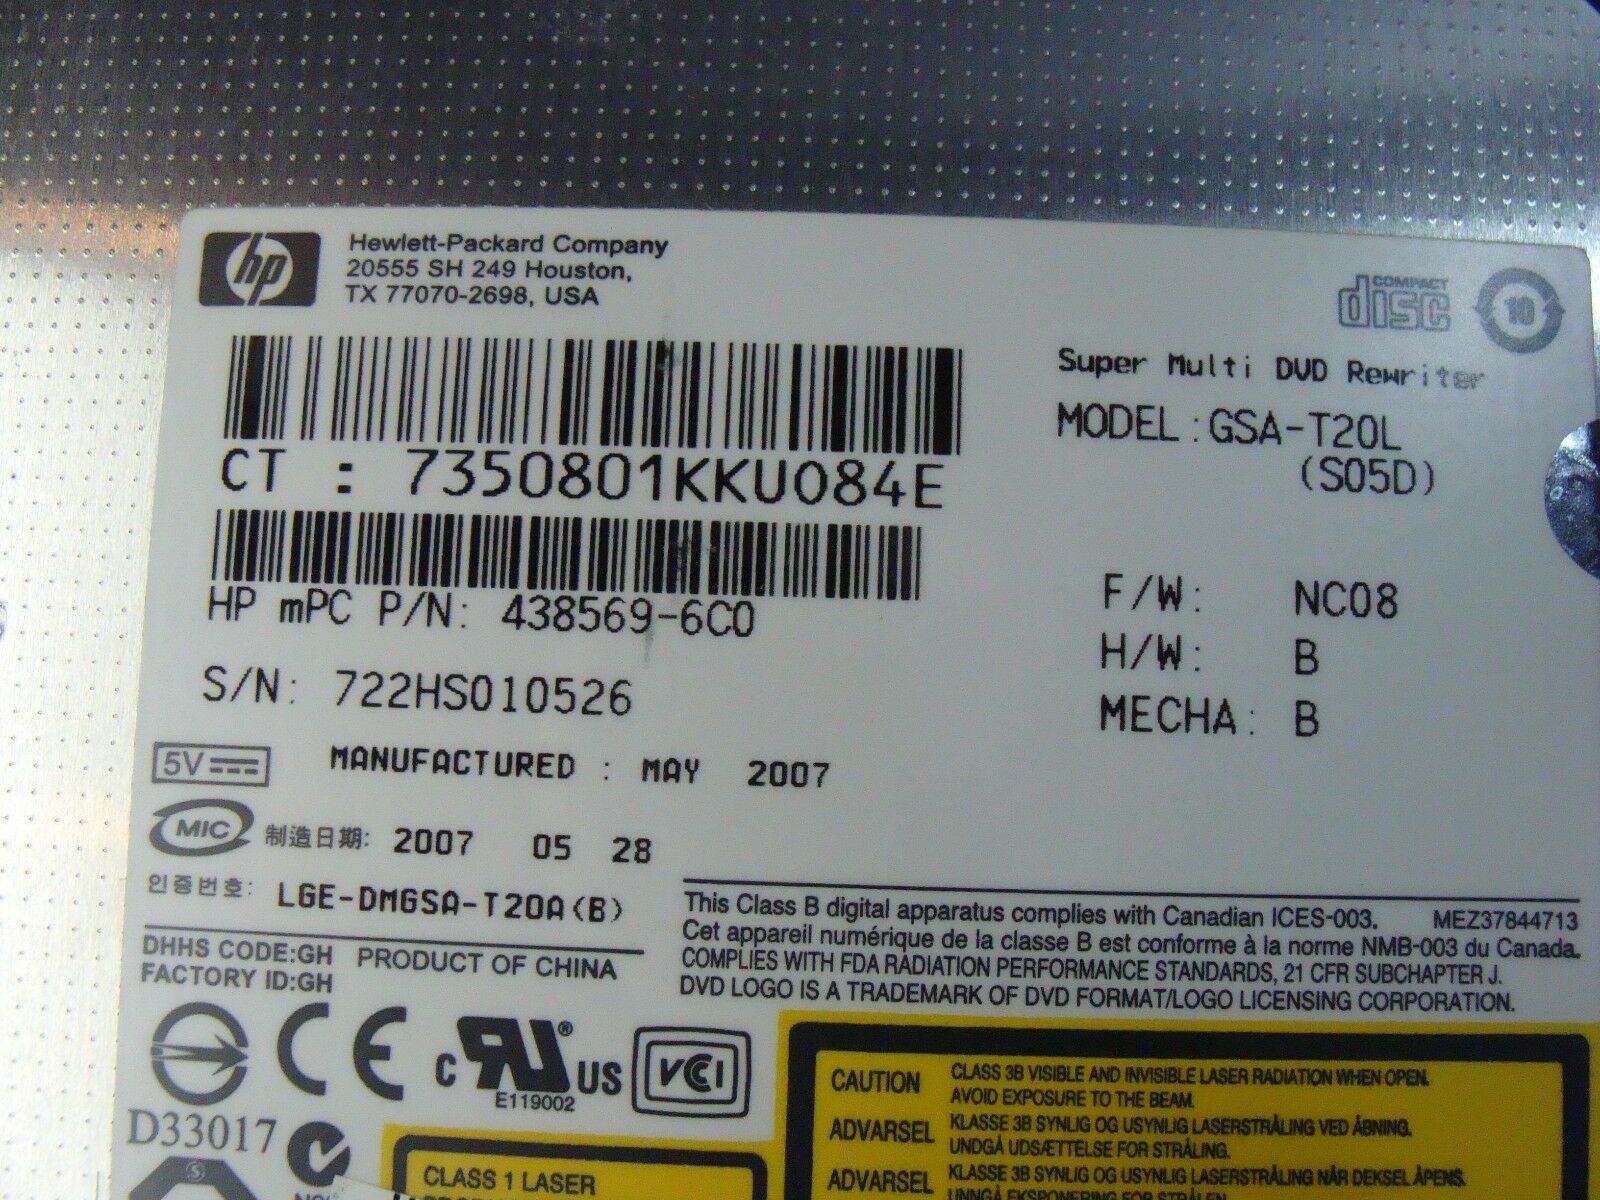 hp
Hewlett-Packard Company
20555 SH 249 Houston,
TX 77070-2698, USA
COMPACT
disc
10
Super Multi DVD Rewriter
MODEL : GSA-T20L
(S05D)
CT : 7350801KKU084E
HP mPC P/N: 438569-6C0
F/W: NC08
H/W: B
MECHA: B
S/N: 722HS010526
5V
MANUFACTURED : MAY 2007
MIC
制造日期: 2007 05 28
인증번호: LGE-DMGSA-T20A(B)
DHHS CODE:GH
FACTORY ID:GH
PRODUCT OF CHINA
This Class B digital apparatus complies with Canadian ICES-003. MEZ37844713
Cet appareil numérique de la classe B est conforme à la norme NMB-003 du Canada.
COMPLIES WITH FDA RADIATION PERFORMANCE STANDARDS, 21 CFR SUBCHAPTER J.
DVD LOGO IS A TRADEMARK OF DVD FORMAT/LOGO LICENSING CORPORATION.
CE
C RU ® US
E119002
VCCI
D33017
S
CAUTION CLASS 3B VISIBLE AND INVISIBLE LASER RADIATION WHEN OPEN.
AVOID EXPOSURE TO THE BEAM.
ADVARSEL KLASSE 3B SYNLIG OG USYNLIG LASERSTRÅLING VED ÅBNING.
UNDGÅ UDSÆTTELSE FOR STRÅLING.
ADVARSEL KLASSE 3B SYNLIG OG USYNLIG LASERSTRÅLING NÅR DEKSEL ÅPENS.
UNNGÅ EKSPONERING FOR STRÅLEN
CLASS 1 LASER